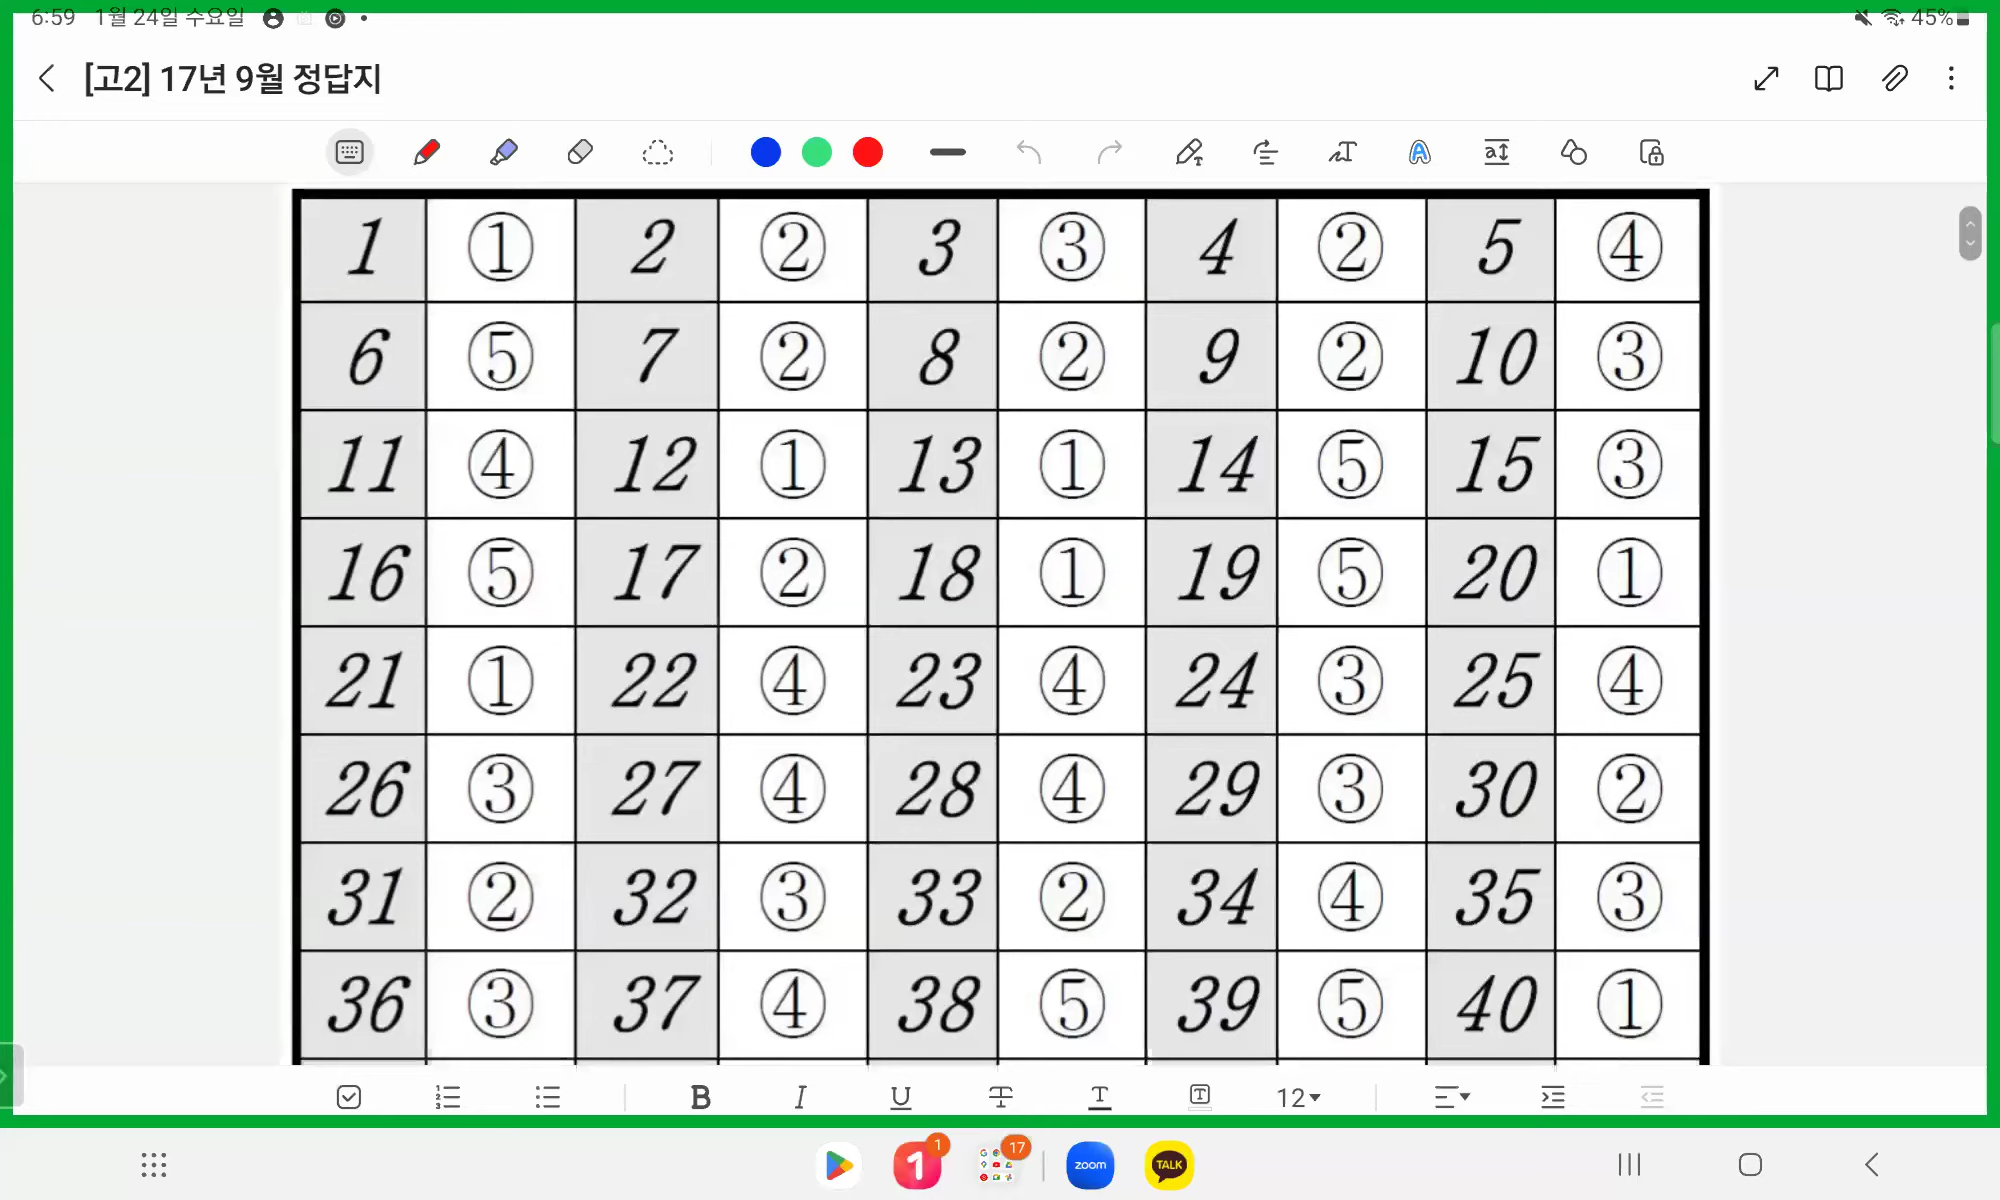 6:59 1월 24일 수요일 45%
[고2] 17년 9월 정답지
1 ① 2 ② 3 ③ 4 ② 5 ④
6 ⑤ 7 ② 8 ② 9 ② 10 ③
11 ④ 12 ① 13 ① 14 ⑤ 15 ③
16 ⑤ 17 ② 18 ① 19 ⑤ 20 ①
21 ① 22 ④ 23 ④ 24 ③ 25 ④
26 ③ 27 ④ 28 ④ 29 ③ 30 ②
31 ② 32 ③ 33 ② 34 ④ 35 ③
36 ③ 37 ④ 38 ⑤ 39 ⑤ 40 ①
B I U T T T 12
1 1 17 zoom TALK